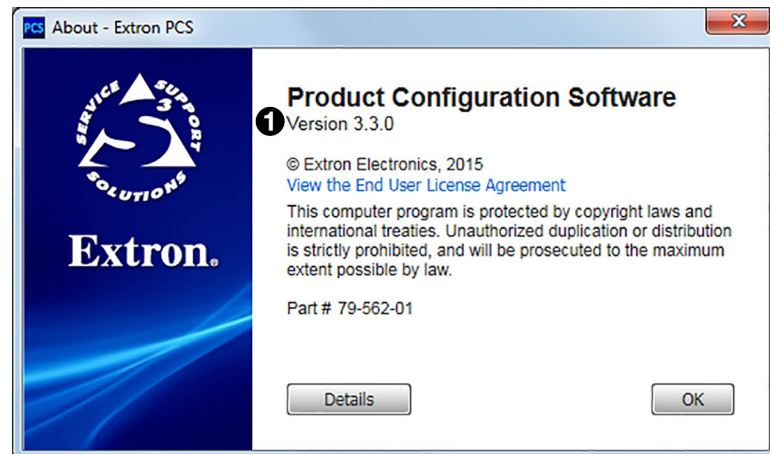 PCS About - Extron PCS
SERVICE SUPPORT SOLUTIONS
S 3
Extron®
Product Configuration Software
1 Version 3.3.0
© Extron Electronics, 2015
View the End User License Agreement
This computer program is protected by copyright laws and
international treaties. Unauthorized duplication or distribution
is strictly prohibited, and will be prosecuted to the maximum
extent possible by law.
Part # 79-562-01
Details
OK